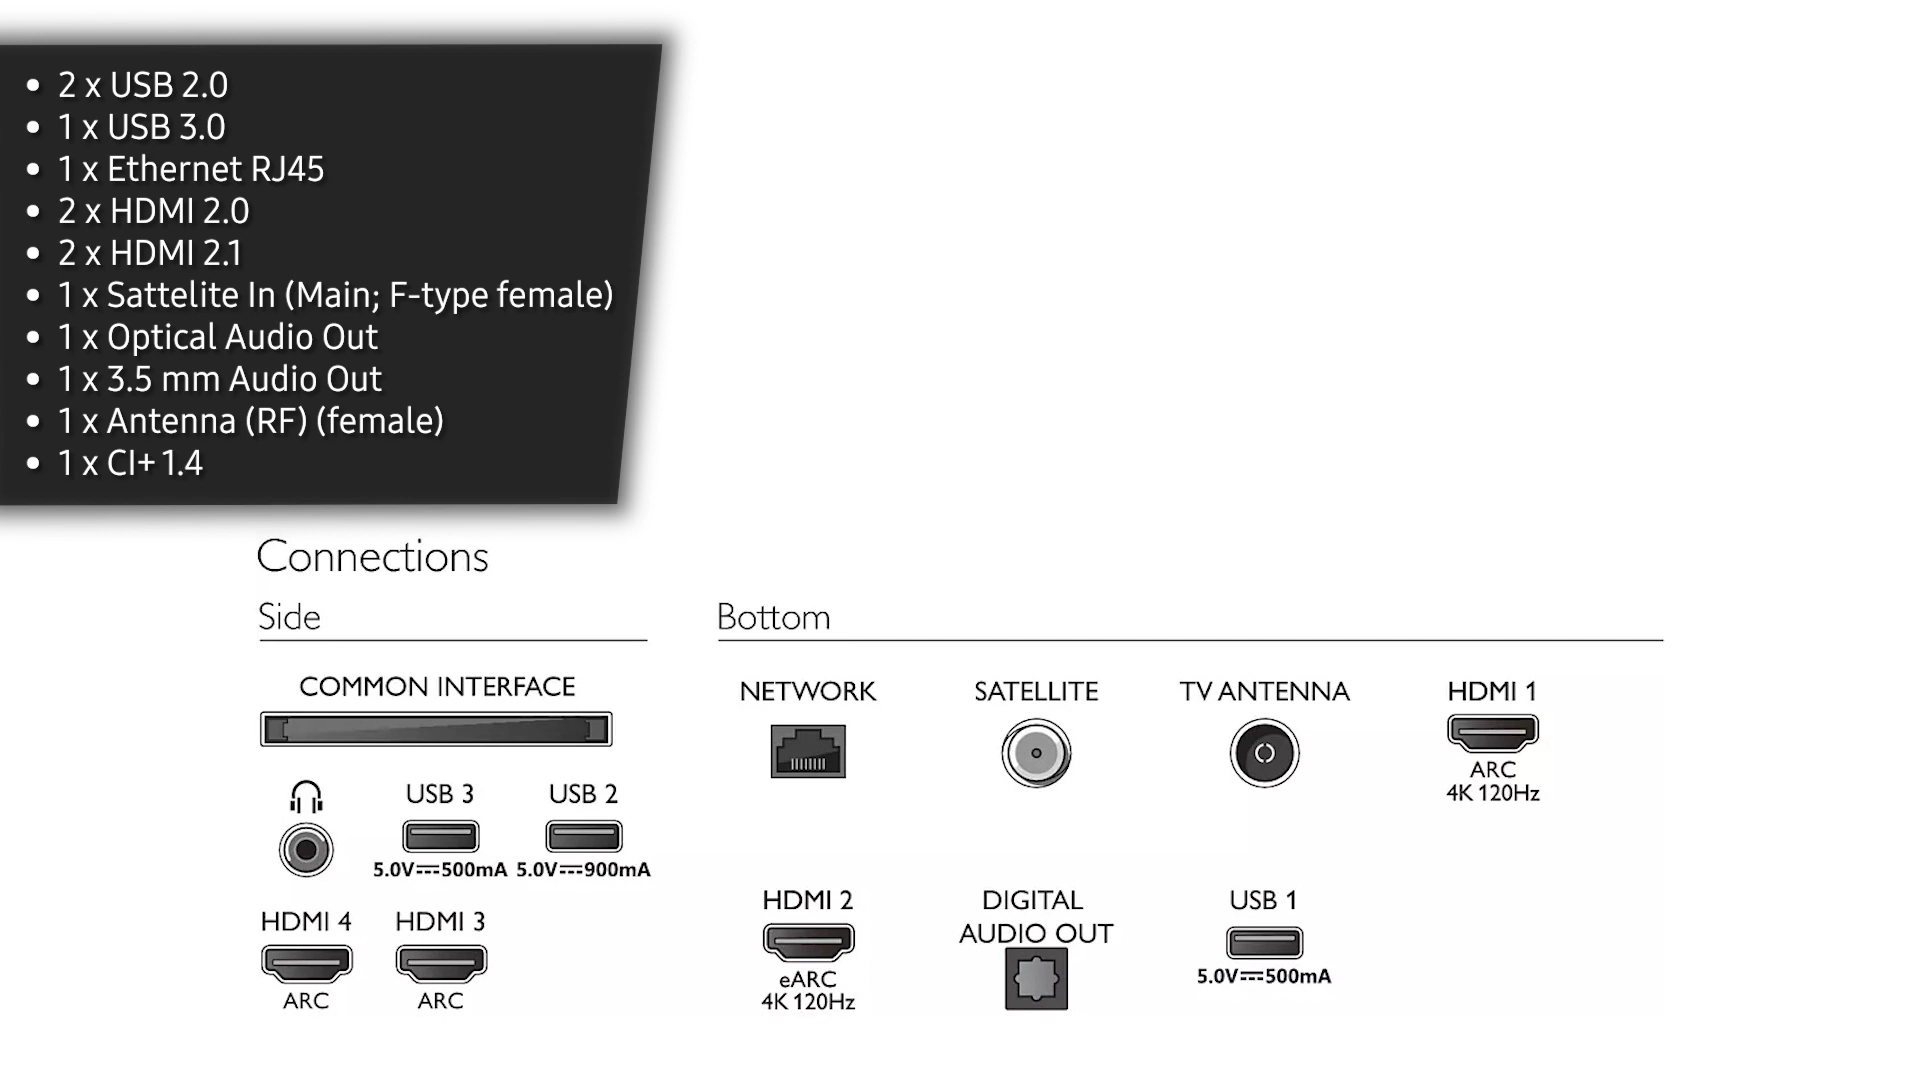 • 2 x USB 2.0
• 1 x USB 3.0
• 1 x Ethernet RJ45
• 2 x HDMI 2.0
• 2 x HDMI 2.1
• 1 x Sattelite In (Main; F-type female)
• 1 x Optical Audio Out
• 1 x 3.5 mm Audio Out
• 1 x Antenna (RF) (female)
• 1 x CI+ 1.4
Connections
Side
COMMON INTERFACE
USB 3 USB 2
5.0V⎓500mA 5.0V⎓900mA
HDMI 4 HDMI 3
ARC ARC
Bottom
NETWORK SATELLITE TV ANTENNA HDMI 1
ARC
4K 120Hz
HDMI 2 DIGITAL USB 1
AUDIO OUT
eARC 5.0V⎓500mA
4K 120Hz